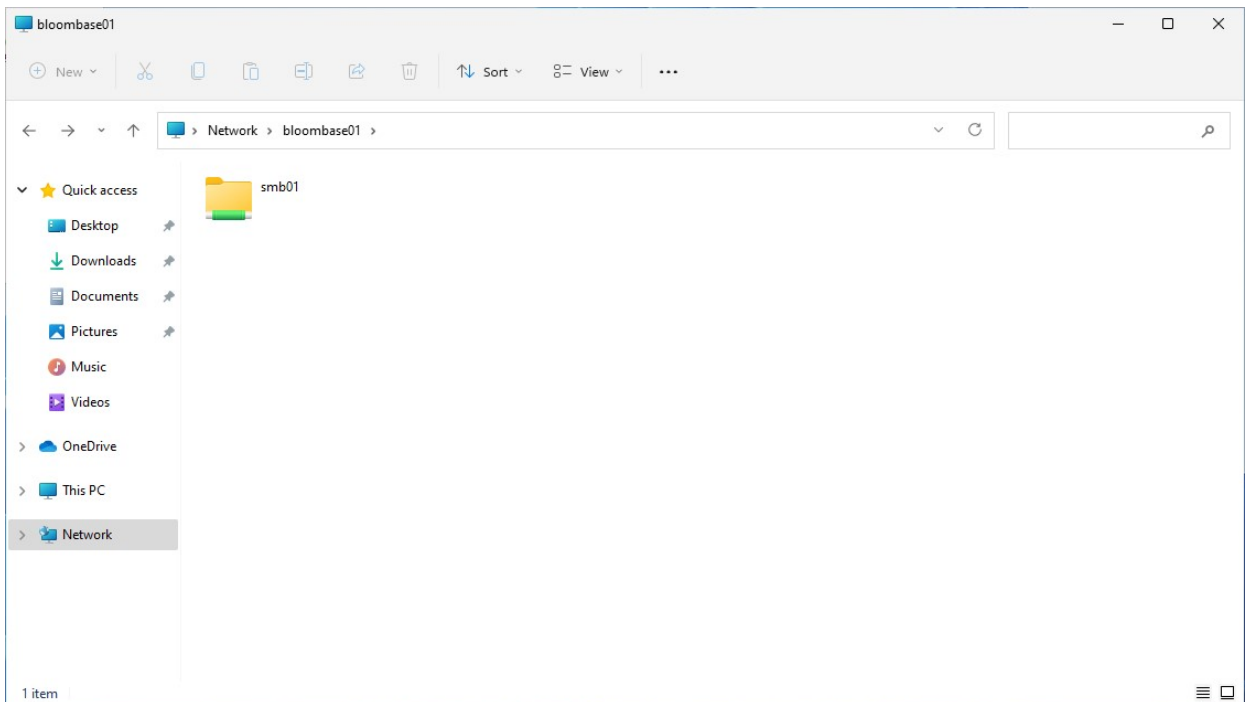 bloombase01
New
Sort
View
Network > bloombase01 >
Quick access
smb01
Desktop
Downloads
Documents
Pictures
Music
Videos
OneDrive
This PC
Network
1 item